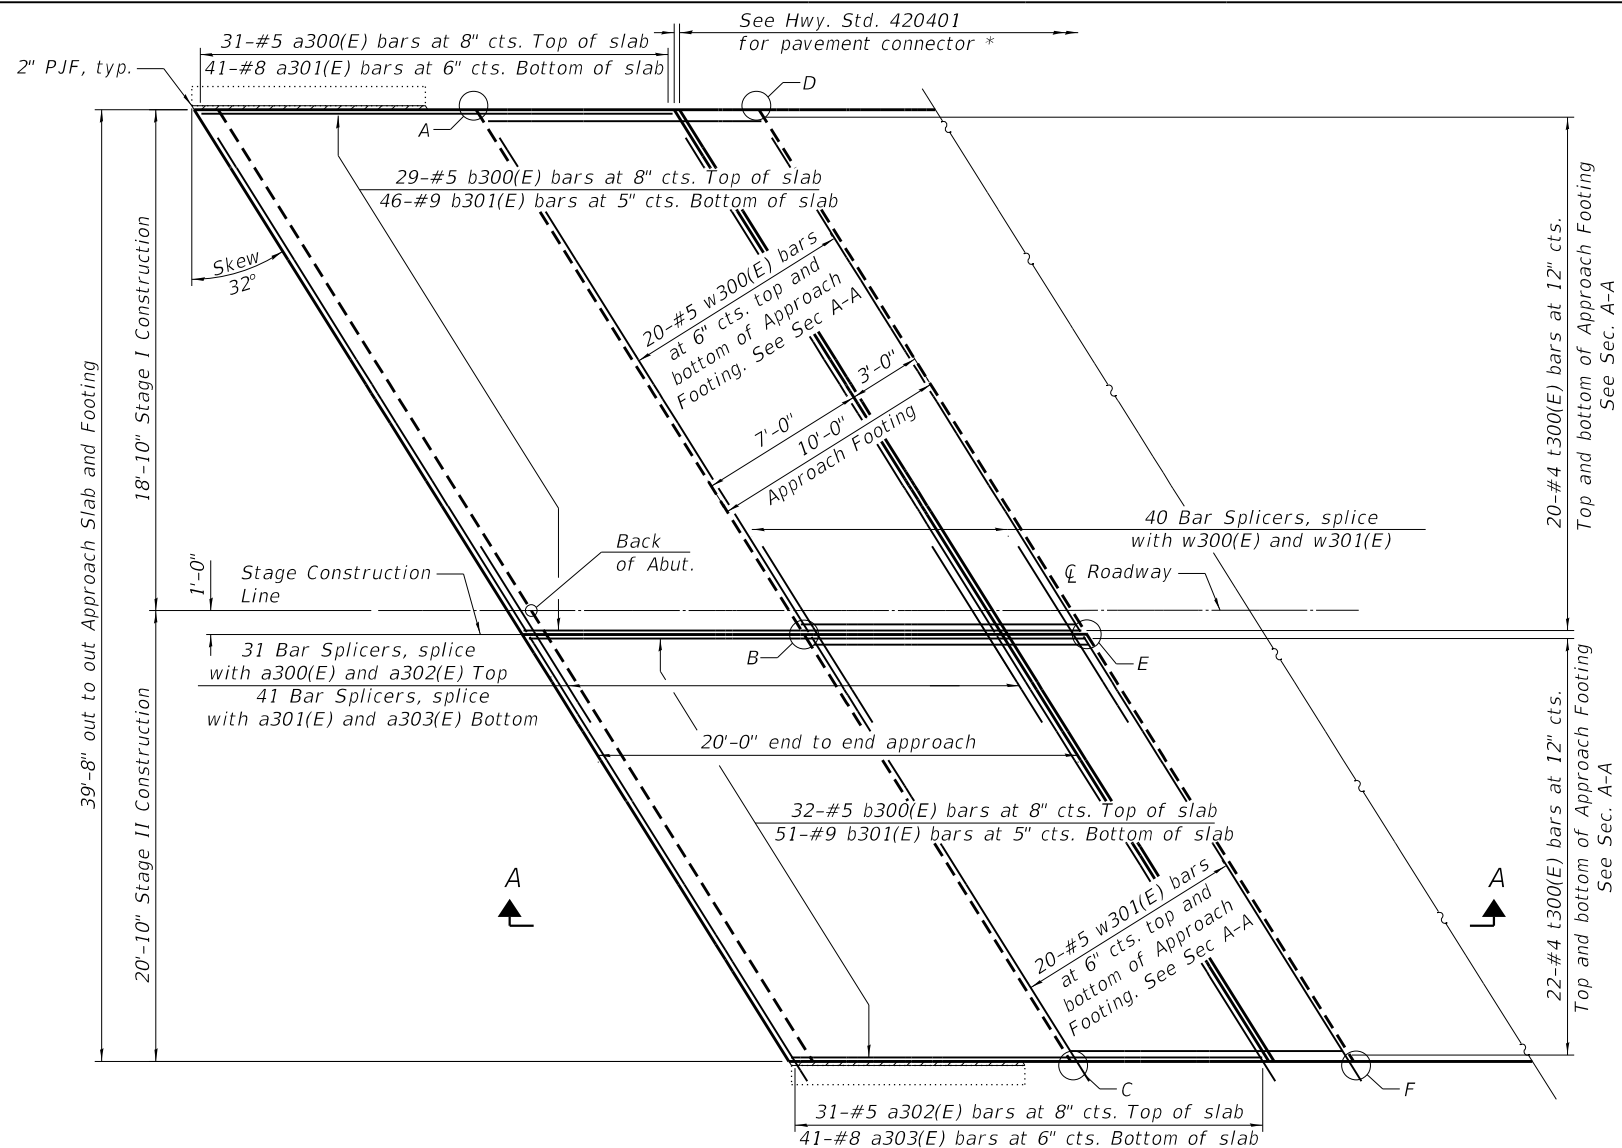 See Hwy. Std. 420401
for pavement connector *
31-#5 a300(E) bars at 8" cts. Top of slab
41-#8 a301(E) bars at 6" cts. Bottom of slab
2" PJF, typ.
D
A
29-#5 b300(E) bars at 8" cts. Top of slab
46-#9 b301(E) bars at 5" cts. Bottom of slab
Skew
32°
20-#5 w300(E) bars
at 6" cts. top and
bottom of Approach
Footing. See Sec A-A
3'-0"
7'-0"
10'-0"
Approach Footing
39'-8" out to out Approach Slab and Footing
18'-10" Stage I Construction
20'-10" Stage II Construction
1'-0"
20-#4 t300(E) bars at 12" cts.
Top and bottom of Approach Footing
See Sec. A-A
40 Bar Splicers, splice
with w300(E) and w301(E)
Back
of Abut.
Stage Construction
Line
℄ Roadway
31 Bar Splicers, splice
with a300(E) and a302(E) Top
41 Bar Splicers, splice
with a301(E) and a303(E) Bottom
B
E
20'-0" end to end approach
32-#5 b300(E) bars at 8" cts. Top of slab
51-#9 b301(E) bars at 5" cts. Bottom of slab
22-#4 t300(E) bars at 12" cts.
Top and bottom of Approach Footing
See Sec. A-A
A
A
20-#5 w301(E) bars
at 6" cts. top and
bottom of Approach
Footing. See Sec A-A
C
F
31-#5 a302(E) bars at 8" cts. Top of slab
41-#8 a303(E) bars at 6" cts. Bottom of slab